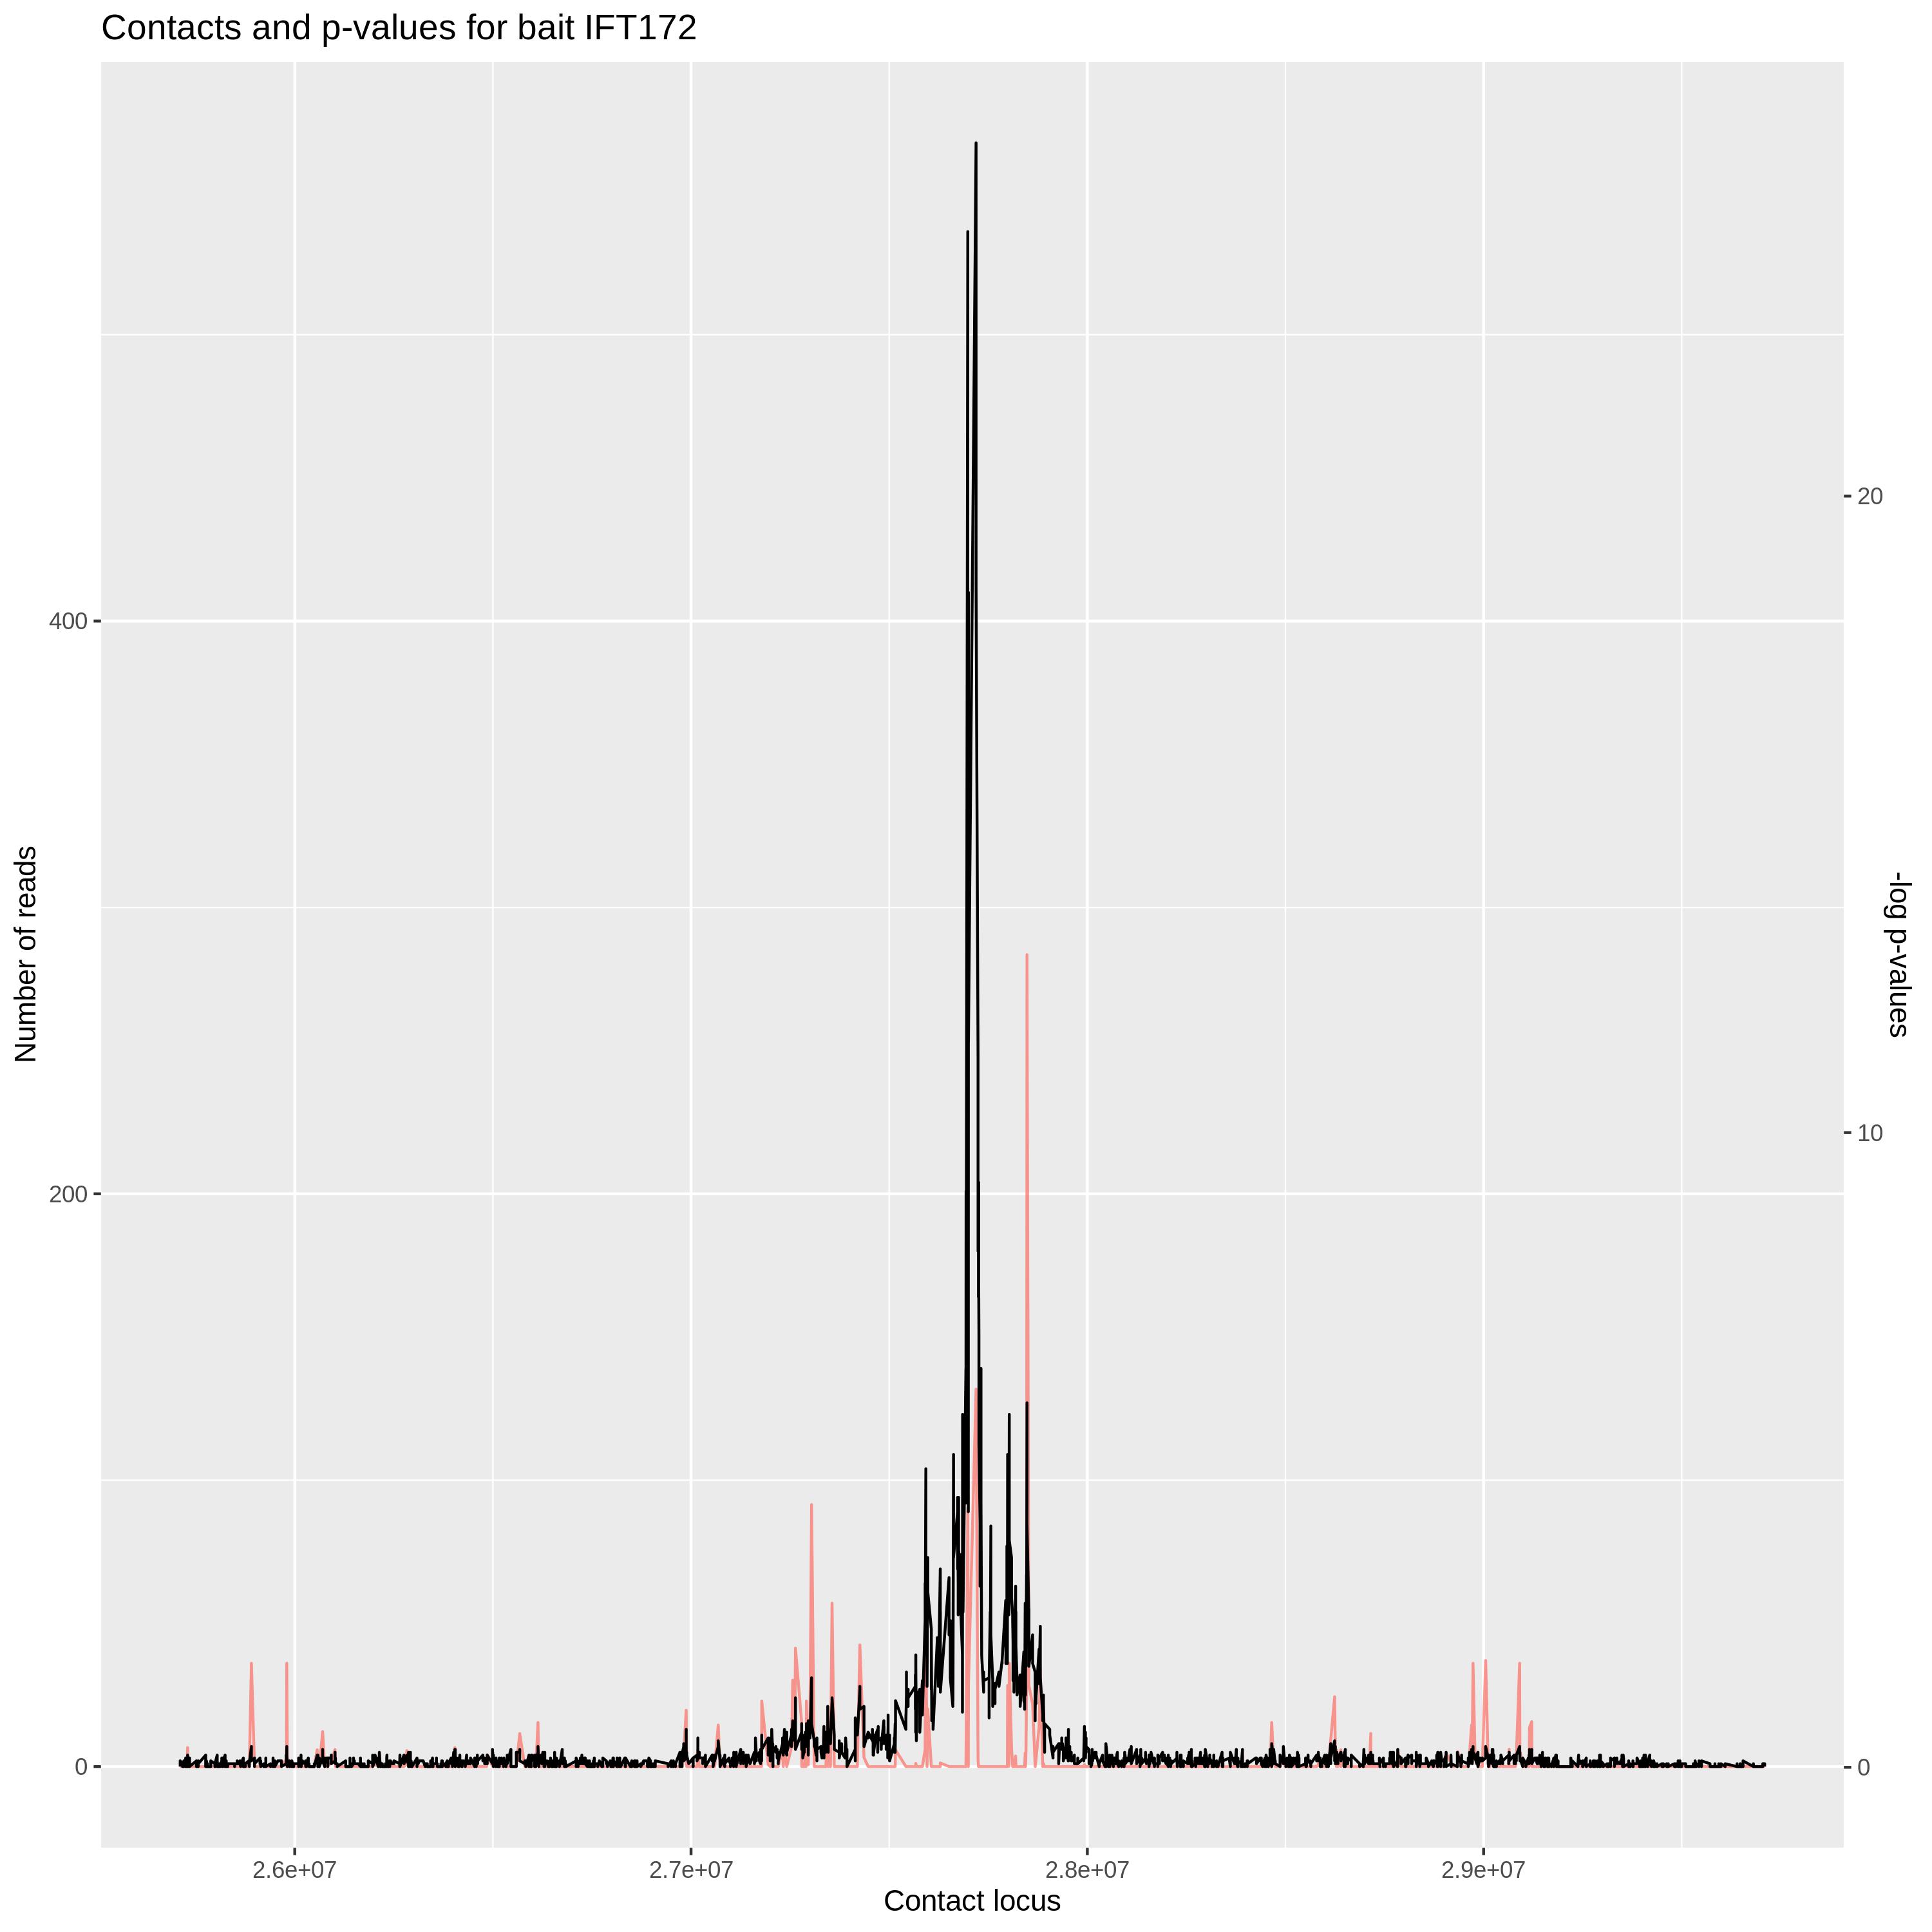 Contacts and p-values for bait IFT172
Number of reads
400
200
0
20
10
0
-log p-values
2.6e+07
2.7e+07
2.8e+07
2.9e+07
Contact locus